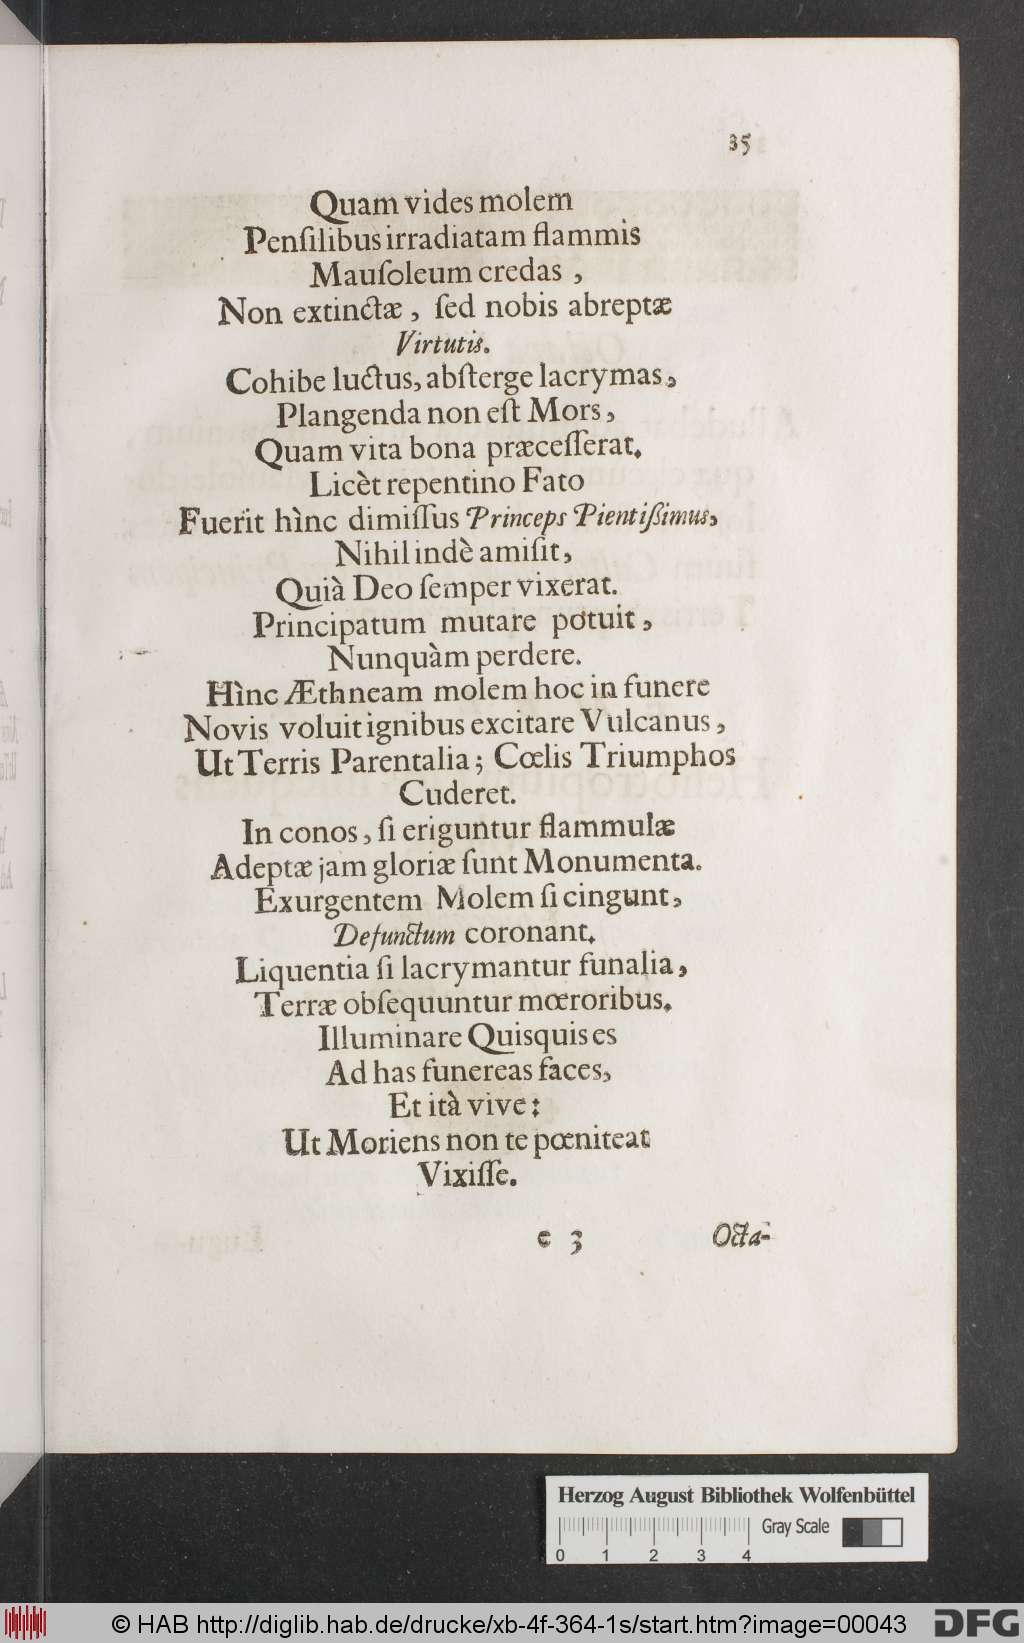 35
Quam vides molem
Penſilibus irradiatam flammis
Mauſoleum credas ,
Non extinctæ , ſed nobis abreptæ
Virtutis.
Cohibe luctus, abſterge lacrymas,
Plangenda non eſt Mors,
Quam vita bona præceſſerat.
Licèt repentino Fato
Fuerit hìnc dimiſſus Princeps Pientiſſimus,
Nihil indè amiſit,
Quià Deo ſemper vixerat.
Principatum mutare potuit ,
Nunquàm perdere.
Hìnc Æthneam molem hoc in funere
Novis voluit ignibus excitare Vulcanus ,
Ut Terris Parentalia ; Cœlis Triumphos
Cuderet.
In conos, ſi eriguntur flammulæ
Adeptæ jam gloriæ ſunt Monumenta.
Exurgentem Molem ſi cingunt,
Defunctum coronant.
Liquentia ſi lacrymantur funalia,
Terræ obſequuntur mœroribus.
Illuminare Quisquis es
Ad has funereas faces,
Et ità vive:
Ut Moriens non te pœniteat
Vixiſſe.
e 3 Octa-
Herzog August Bibliothek Wolfenbüttel
Gray Scale
0 1 2 3 4
© HAB http://diglib.hab.de/drucke/xb-4f-364-1s/start.htm?image=00043
DFG